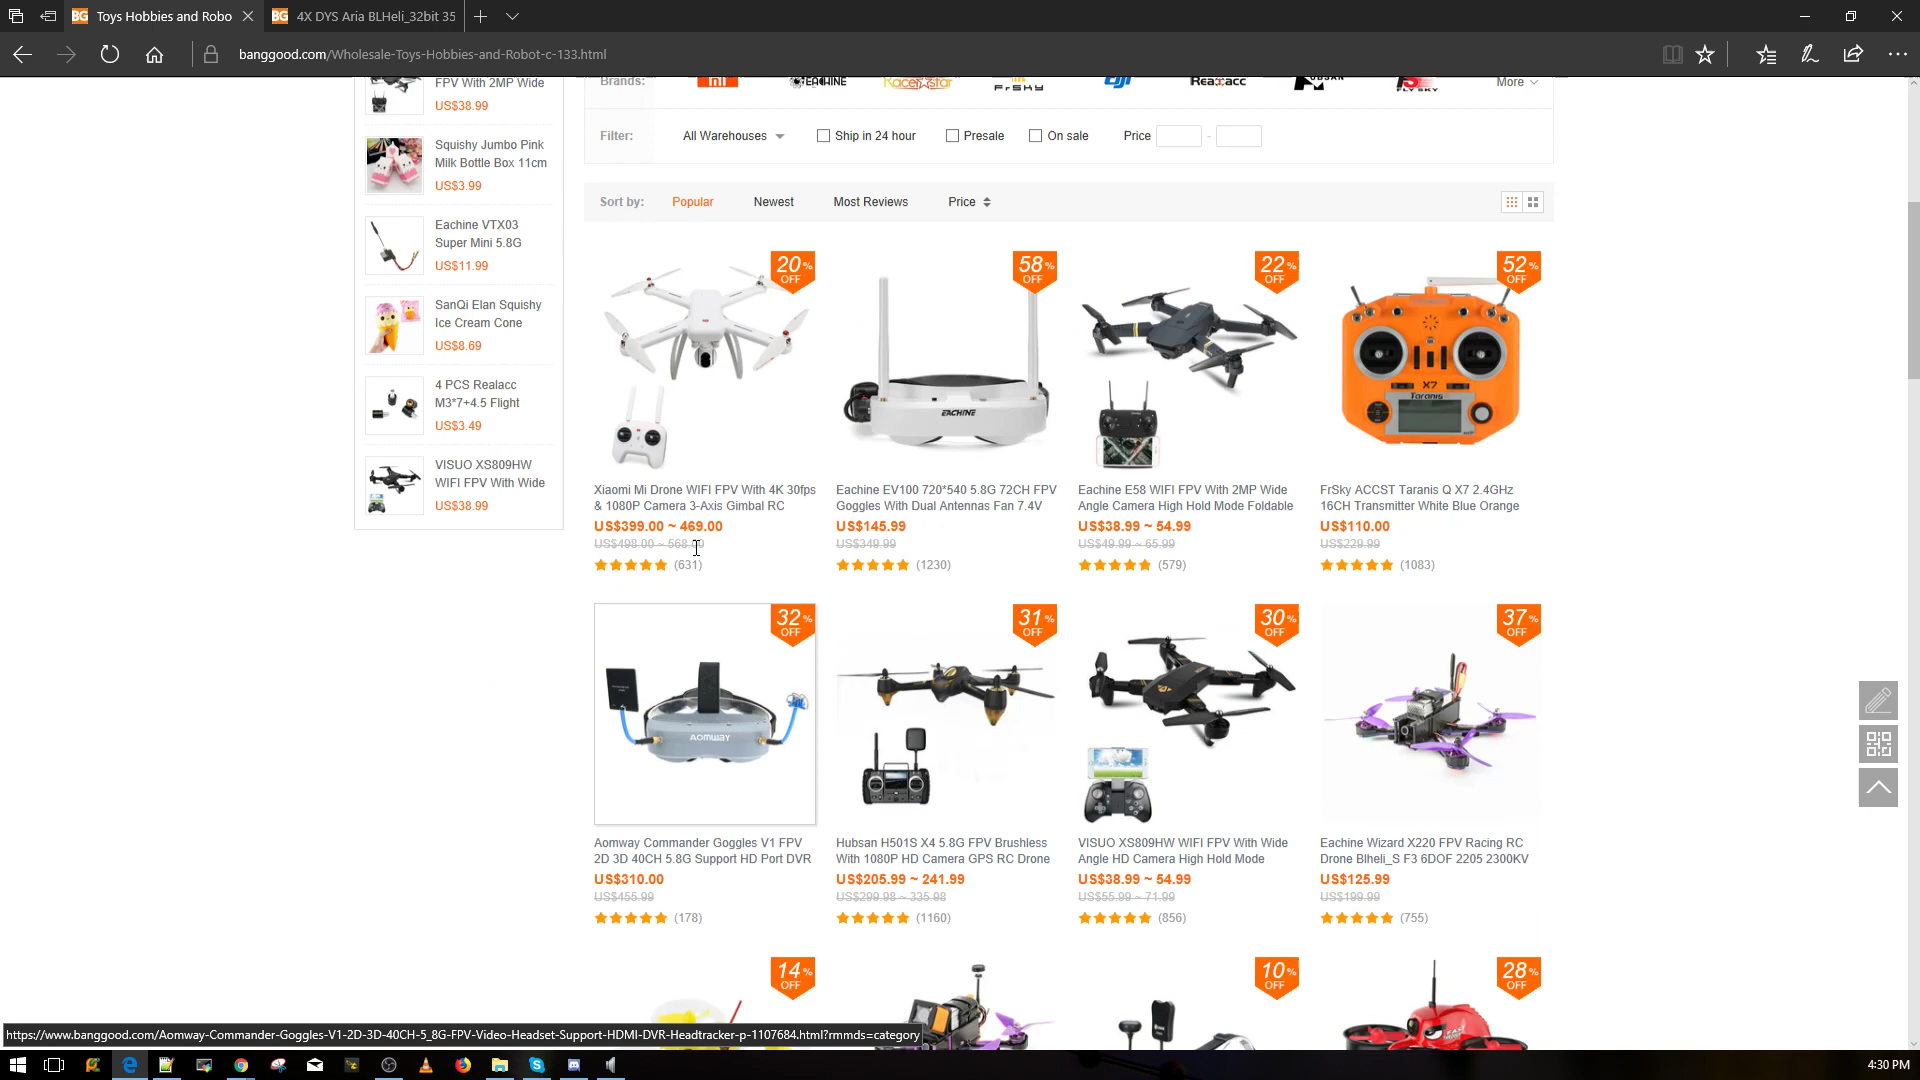 Toys Hobbies and Robo
4X DYS Aria BLHeli_32bit 35
banggood.com/Wholesale-Toys-Hobbies-and-Robot-c-133.html
FPV With 2MP Wide
US$38.99
Squishy Jumbo Pink
Milk Bottle Box 11cm
US$3.99
Eachine VTX03
Super Mini 5.8G
US$11.99
SanQi Elan Squishy
Ice Cream Cone
US$8.69
4 PCS Realacc
M3*7+4.5 Flight
US$3.49
VISUO XS809HW
WIFI FPV With Wide
US$38.99
Brands: EACHINE RacerStar FrSKY Realacc HUBSAN FLYSKY More
Filter: All Warehouses Ship in 24 hour Presale On sale Price -
Sort by: Popular Newest Most Reviews Price
20% OFF
58% OFF
22% OFF
52% OFF
EACHINE
X7
Taranis
Xiaomi Mi Drone WIFI FPV With 4K 30fps
& 1080P Camera 3-Axis Gimbal RC
US$399.00 ~ 469.00
US$498.00 ~ 568.00
(631)
Eachine EV100 720*540 5.8G 72CH FPV
Goggles With Dual Antennas Fan 7.4V
US$145.99
US$349.99
(1230)
Eachine E58 WIFI FPV With 2MP Wide
Angle Camera High Hold Mode Foldable
US$38.99 ~ 54.99
US$49.99 ~ 65.99
(579)
FrSky ACCST Taranis Q X7 2.4GHz
16CH Transmitter White Blue Orange
US$110.00
US$229.99
(1083)
32% OFF
31% OFF
30% OFF
37% OFF
AOMWAY
Aomway Commander Goggles V1 FPV
2D 3D 40CH 5.8G Support HD Port DVR
US$310.00
US$455.99
(178)
Hubsan H501S X4 5.8G FPV Brushless
With 1080P HD Camera GPS RC Drone
US$205.99 ~ 241.99
US$299.98 ~ 335.98
(1160)
VISUO XS809HW WIFI FPV With Wide
Angle HD Camera High Hold Mode
US$38.99 ~ 54.99
US$55.99 ~ 71.99
(856)
Eachine Wizard X220 FPV Racing RC
Drone Blheli_S F3 6DOF 2205 2300KV
US$125.99
US$199.99
(755)
14% OFF
10% OFF
28% OFF
https://www.banggood.com/Aomway-Commander-Goggles-V1-2D-3D-40CH-5_8G-FPV-Video-Headset-Support-HDMI-DVR-Headtracker-p-1107684.html?rmmds=category
4:30 PM